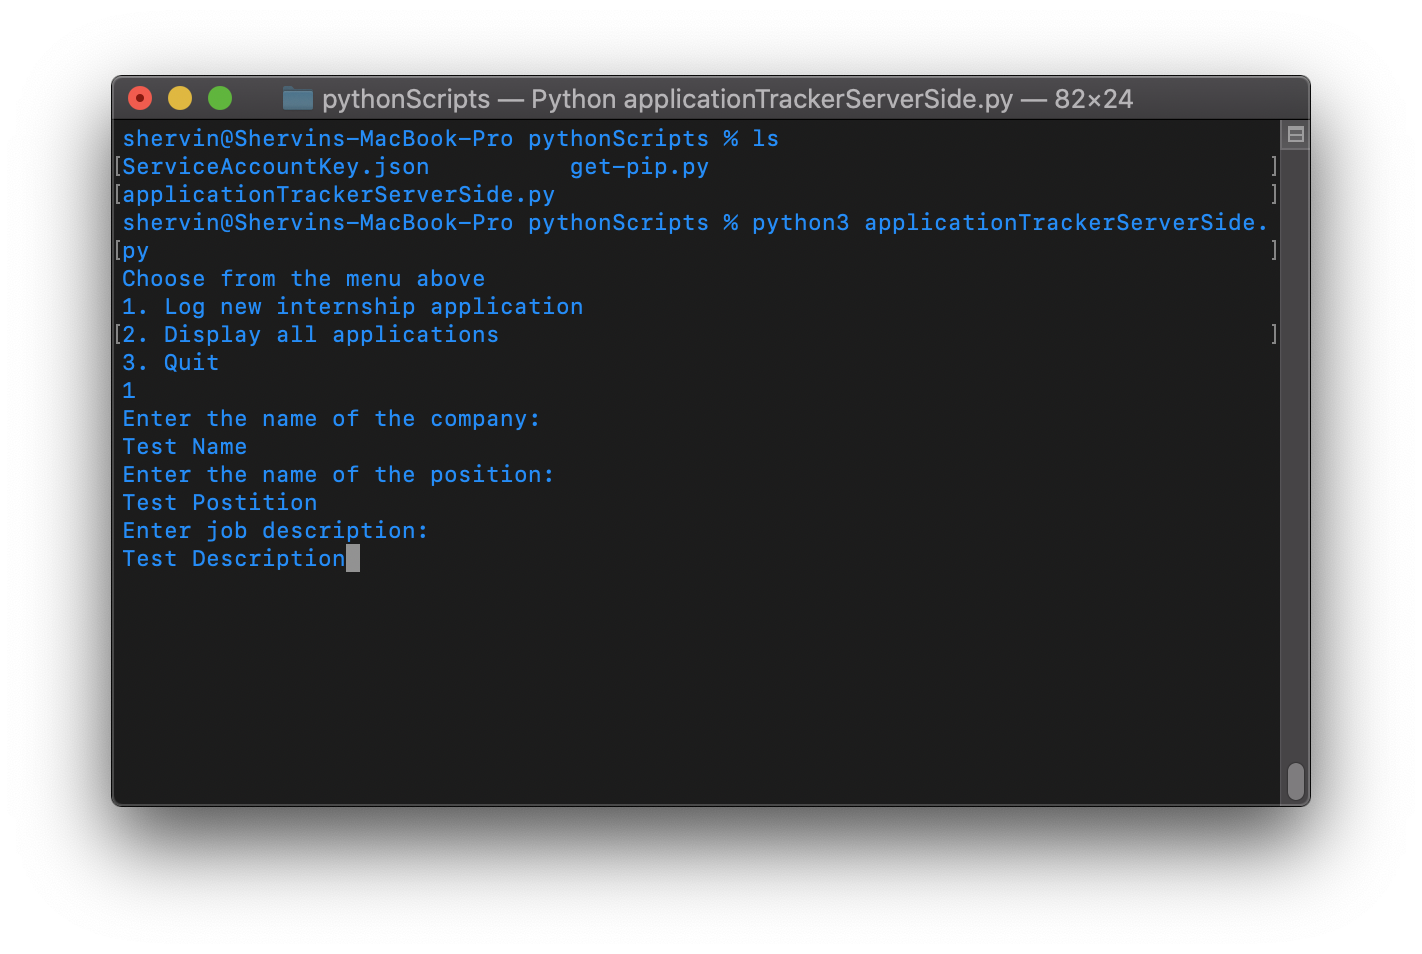 pythonScripts — Python applicationTrackerServerSide.py — 82×24
shervin@Shervins-MacBook-Pro pythonScripts % ls
[ServiceAccountKey.json          get-pip.py                                        ]
[applicationTrackerServerSide.py                                                   ]
shervin@Shervins-MacBook-Pro pythonScripts % python3 applicationTrackerServerSide.
[py                                                                                ]
Choose from the menu above
1. Log new internship application
[2. Display all applications                                                       ]
3. Quit
1
Enter the name of the company:
Test Name
Enter the name of the position:
Test Postition
Enter job description:
Test Description